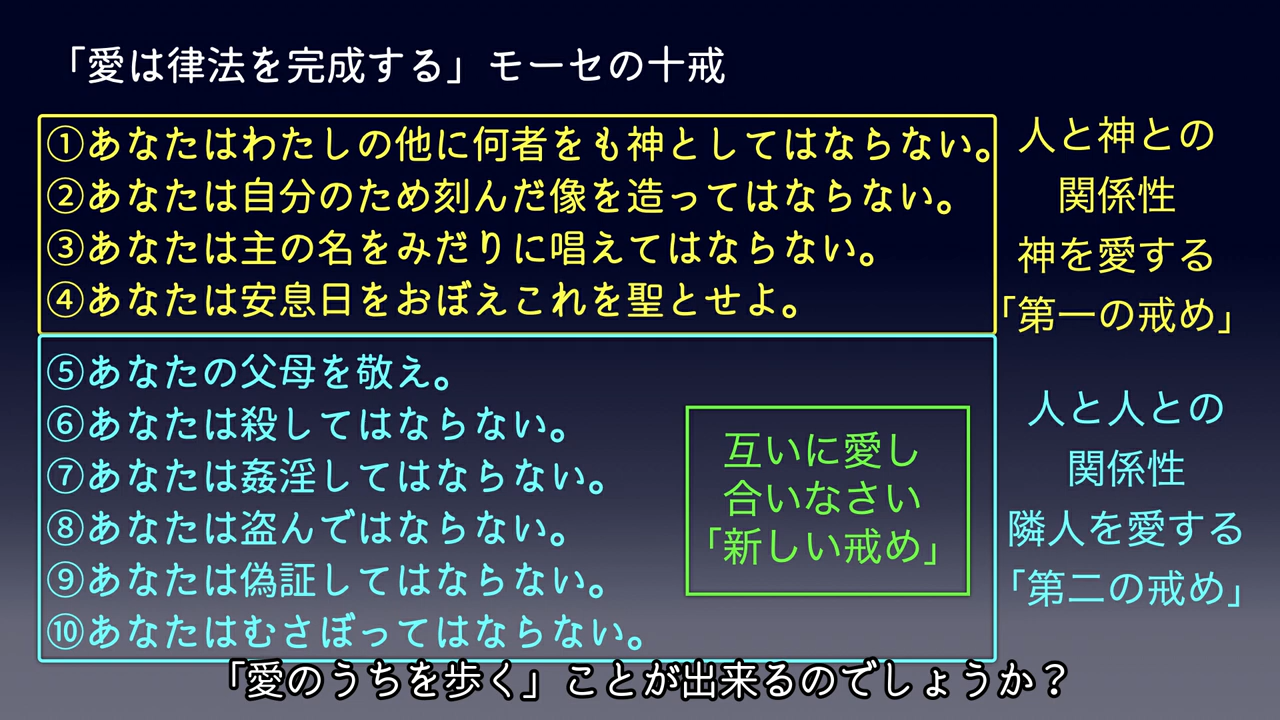 「愛は律法を完成する」モーセの十戒
①あなたはわたしの他に何者をも神としてはならない。
②あなたは自分のため刻んだ像を造ってはならない。
③あなたは主の名をみだりに唱えてはならない。
④あなたは安息日をおぼえこれを聖とせよ。
人と神との
関係性
神を愛する
「第一の戒め」
⑤あなたの父母を敬え。
⑥あなたは殺してはならない。
⑦あなたは姦淫してはならない。
⑧あなたは盗んではならない。
⑨あなたは偽証してはならない。
⑩あなたはむさぼってはならない。
互いに愛し
合いなさい
「新しい戒め」
人と人との
関係性
隣人を愛する
「第二の戒め」
「愛のうちを歩く」ことが出来るのでしょうか？